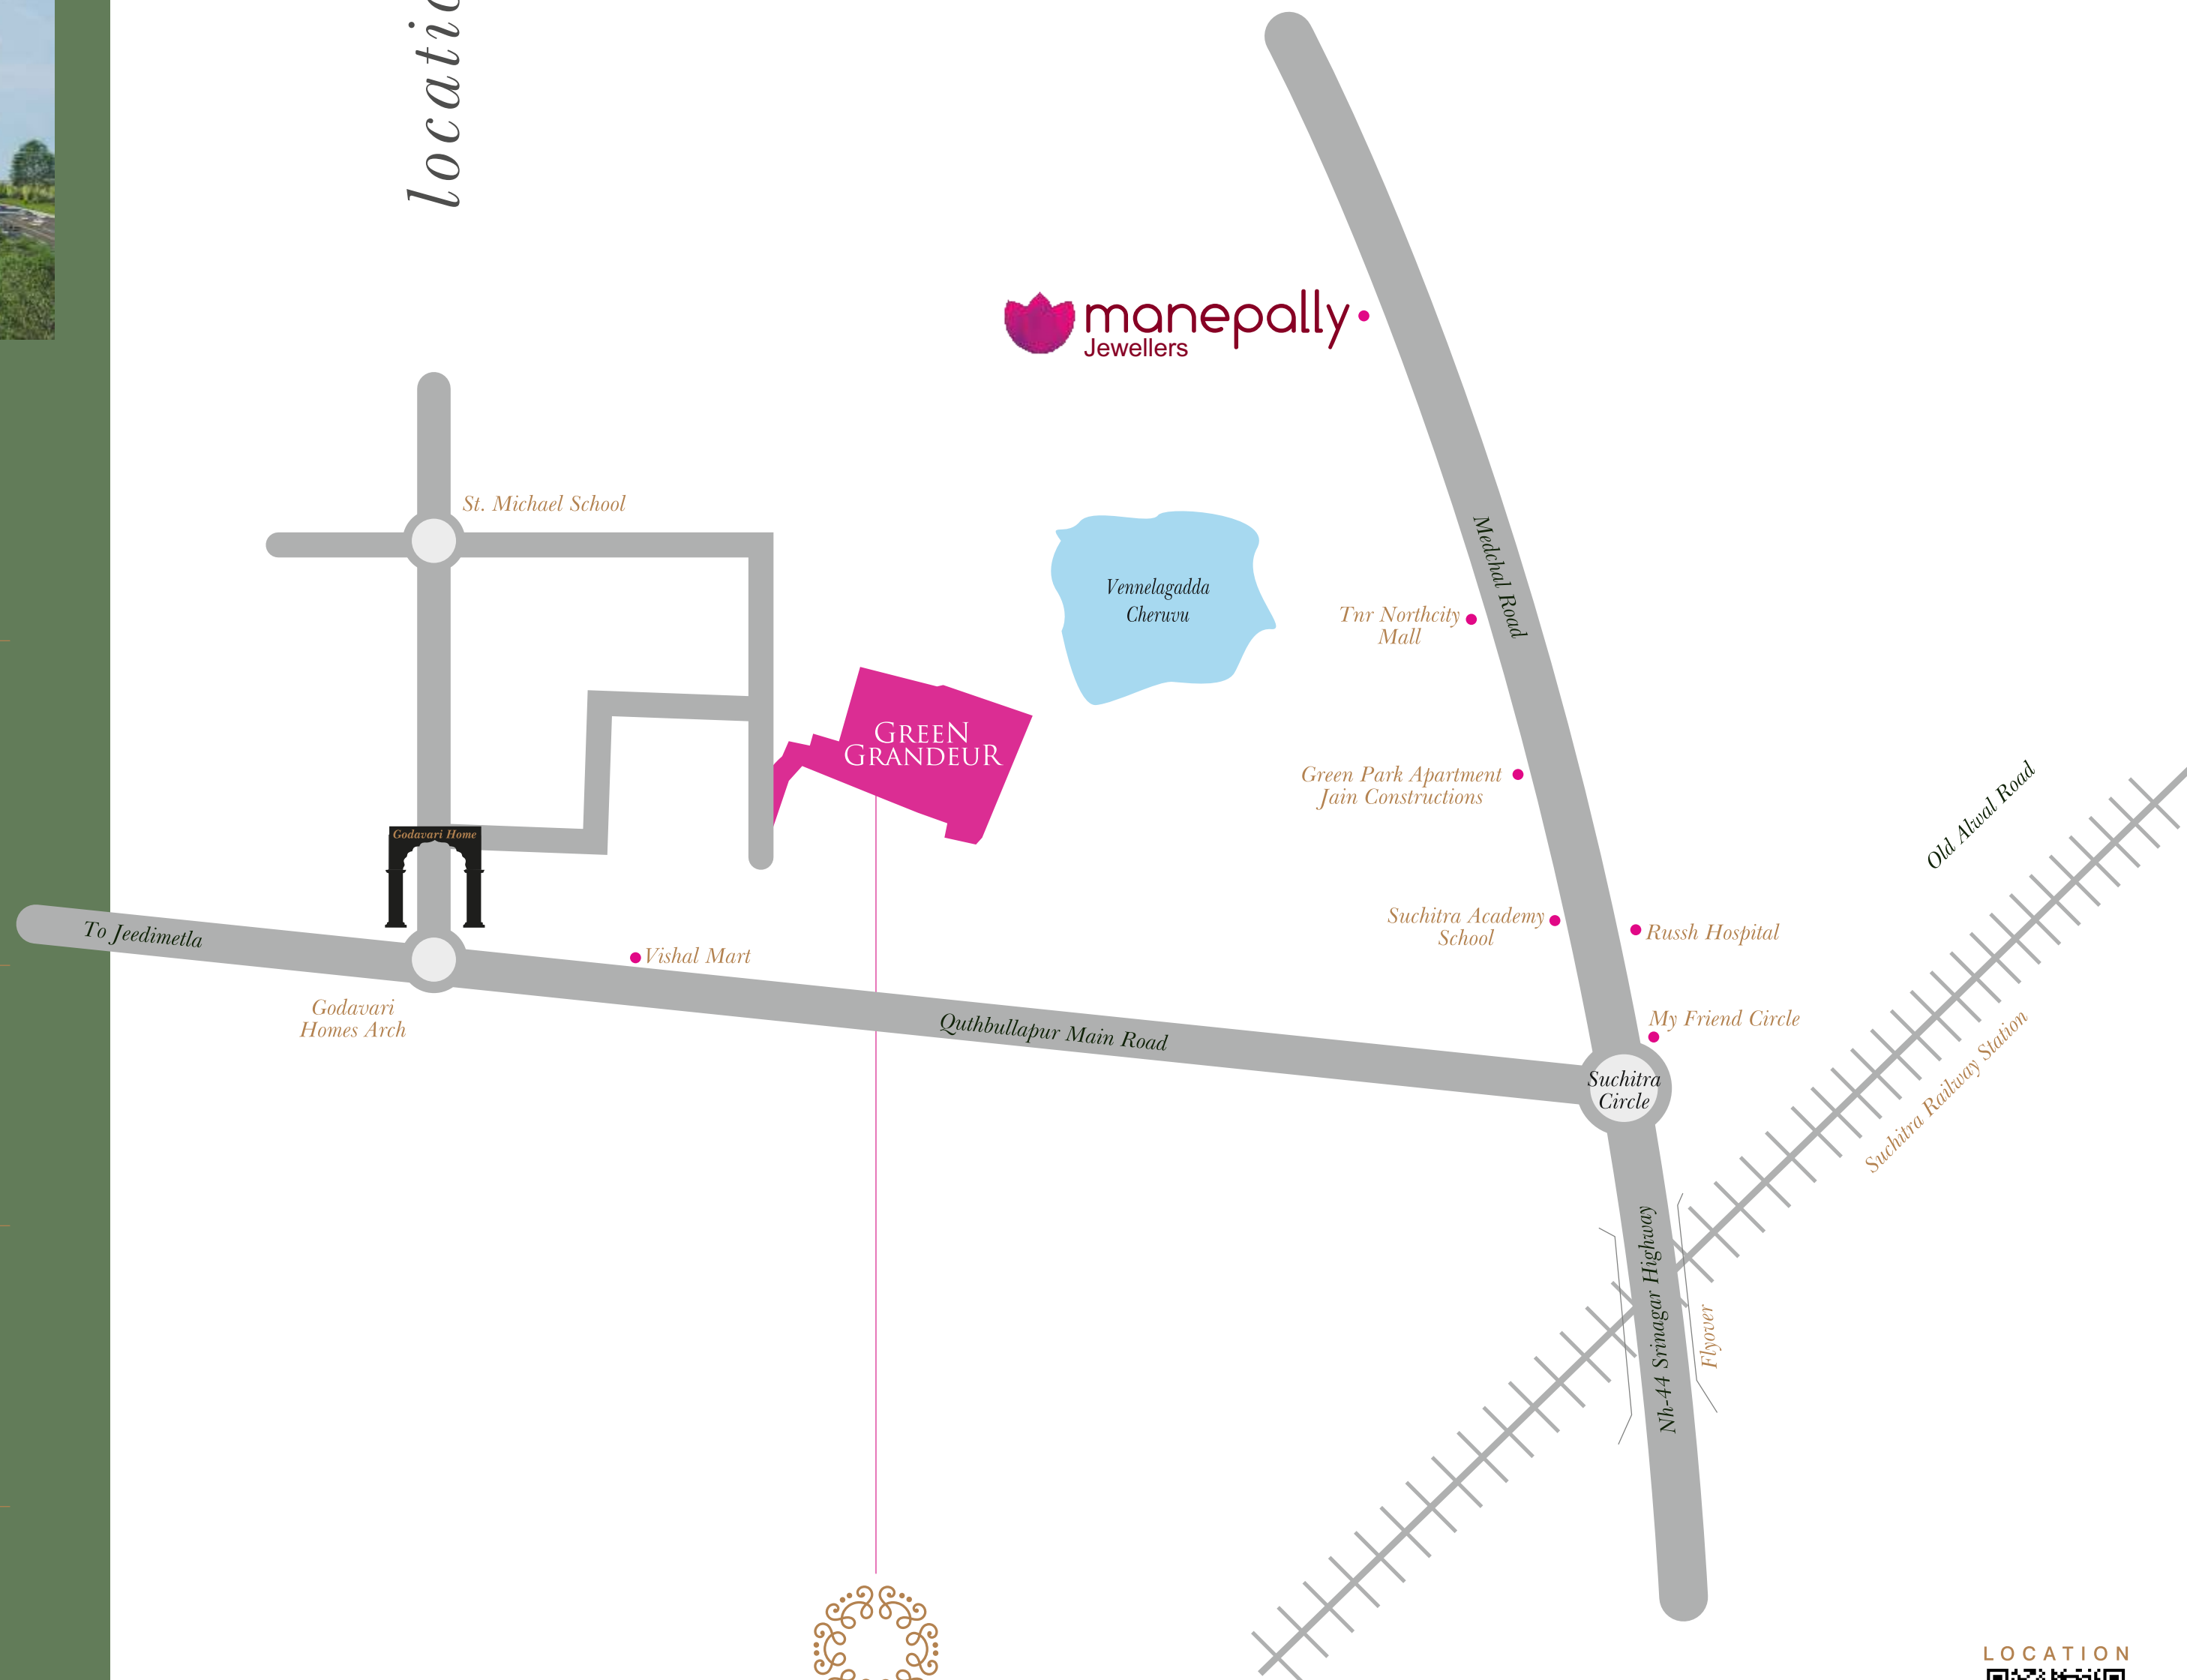 locatio
manepally
Jewellers
St. Michael School
Medchal Road
Vennelagadda
Cheruvu
Tnr Northcity
Mall
GREEN
GRANDEUR
Green Park Apartment
Jain Constructions
Old Alwal Road
Godavari Home
Suchitra Academy
School
Russh Hospital
To Jeedimetla
Vishal Mart
Godavari
Homes Arch
Quthbullapur Main Road
My Friend Circle
Suchitra
Circle
Suchitra Railway Station
Nh-44 Srinagar Highway
Flyover
LOCATION